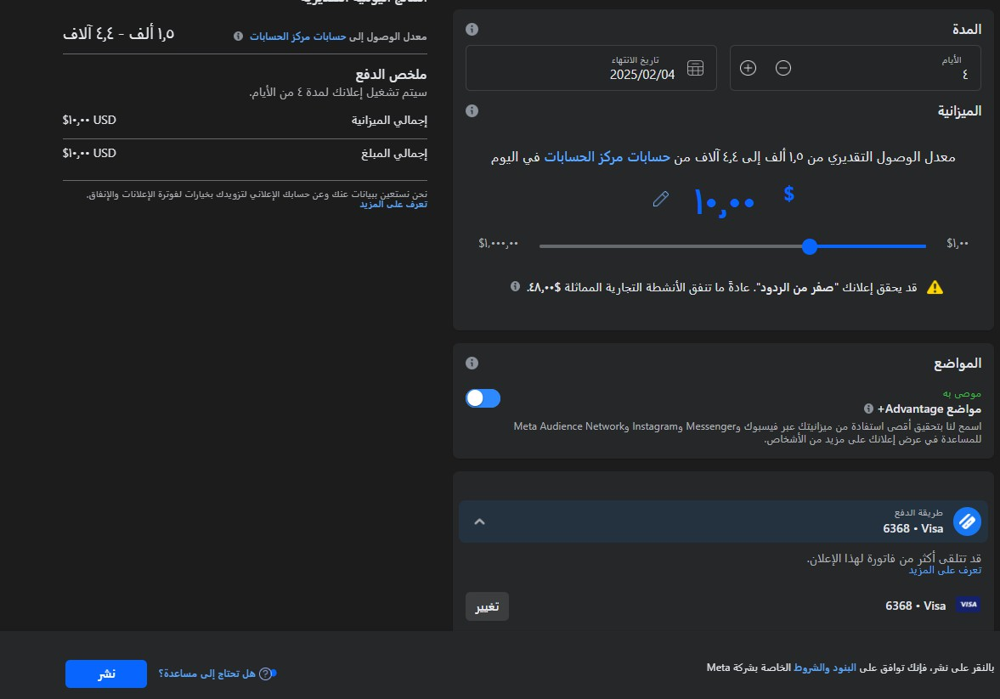 المدة
الأيام
٤
تاريخ الانتهاء
2025/02/04
الميزانية
معدل الوصول التقديري من ١٫٥ ألف إلى ٤٫٤ آلاف من حسابات مركز الحسابات في اليوم
$ ١٠٫٠٠
$١٫٠٠
$١٬٠٠٠٫٠٠
قد يحقق إعلانك "صفر من الردود". عادةً ما تنفق الأنشطة التجارية المماثلة $٤٨٫٠٠.
المواضع
موصى به
مواضع Advantage+
اسمح لنا بتحقيق أقصى استفادة من ميزانيتك عبر فيسبوك وMessenger وInstagram وMeta Audience Network
للمساعدة في عرض إعلانك على مزيد من الأشخاص.
طريقة الدفع
Visa • 6368
قد تتلقى أكثر من فاتورة لهذا الإعلان.
تعرف على المزيد
VISA
Visa • 6368
تغيير
معدل الوصول إلى حسابات مركز الحسابات
١٫٥ ألف - ٤٫٤ آلاف
ملخص الدفع
سيتم تشغيل إعلانك لمدة ٤ من الأيام.
إجمالي الميزانية
$١٠٫٠٠ USD
إجمالي المبلغ
$١٠٫٠٠ USD
نحن نستعين ببيانات عنك وعن حسابك الإعلاني لتزويدك بخيارات لفوترة الإعلانات والإنفاق.
تعرف على المزيد
بالنقر على نشر، فإنك توافق على البنود والشروط الخاصة بشركة Meta
هل تحتاج إلى مساعدة؟
نشر